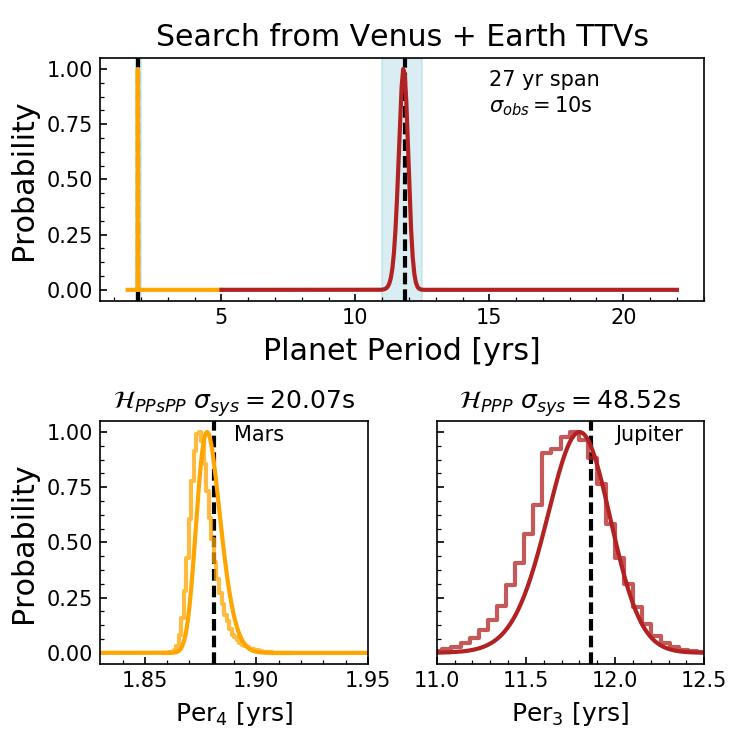 Search from Venus + Earth TTVs
1.00
0.75
0.50
0.25
0.00
Probability
27 yr span
σ_obs = 10s
5 10 15 20
Planet Period [yrs]
ℋ_PPsPP σ_sys = 20.07s
Mars
1.00
0.75
0.50
0.25
0.00
Probability
1.85 1.90 1.95
Per₄ [yrs]
ℋ_PPP σ_sys = 48.52s
Jupiter
11.0 11.5 12.0 12.5
Per₃ [yrs]